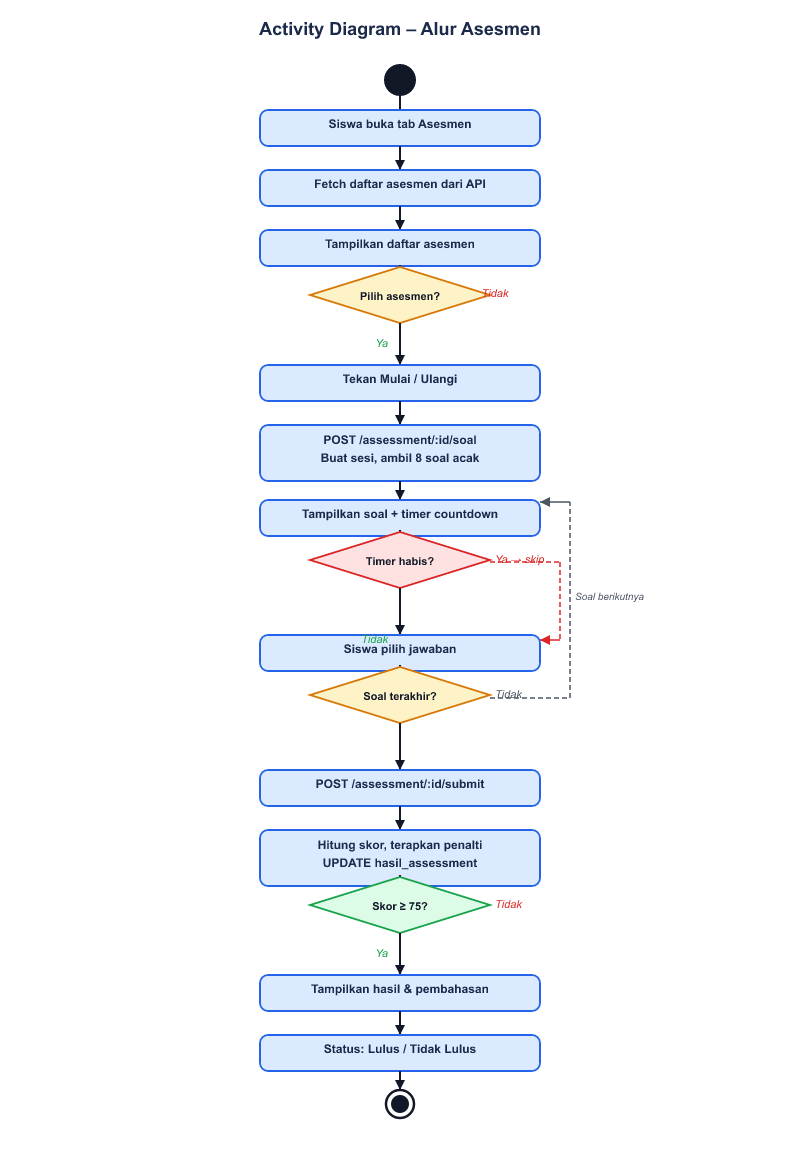 Activity Diagram – Alur Asesmen
Siswa buka tab Asesmen
Fetch daftar asesmen dari API
Tampilkan daftar asesmen
Pilih asesmen?
Tidak
Ya
Tekan Mulai / Ulangi
POST /assessment/:id/soal
Buat sesi, ambil 8 soal acak
Tampilkan soal + timer countdown
Timer habis?
Ya → skip
Soal berikutnya
Tidak
Siswa pilih jawaban
Soal terakhir?
Tidak
POST /assessment/:id/submit
Hitung skor, terapkan penalti
UPDATE hasil_assessment
Skor ≥ 75?
Tidak
Ya
Tampilkan hasil & pembahasan
Status: Lulus / Tidak Lulus